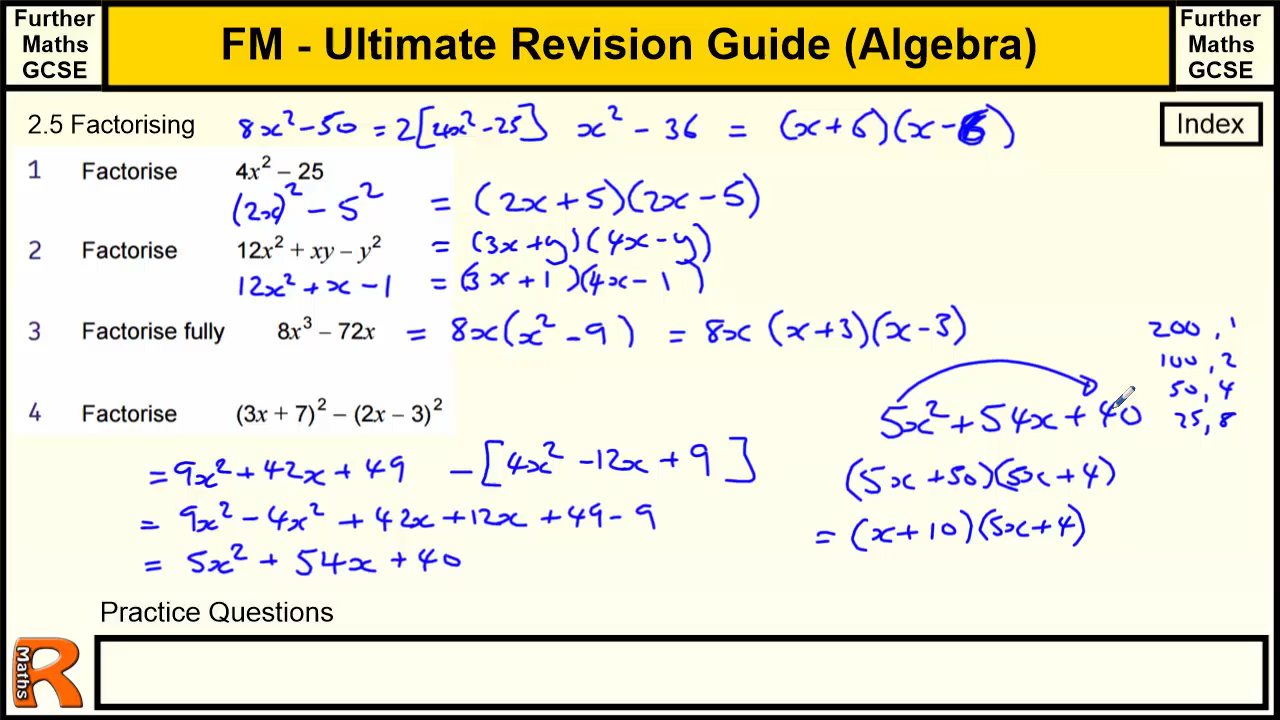 Further Maths GCSE
FM - Ultimate Revision Guide (Algebra)
Further Maths GCSE
2.5 Factorising 8x² - 50 = 2[4x² - 25] x² - 36 = (x + 6)(x - 6)
Index
1 Factorise 4x² – 25
(2x)² - 5² = (2x + 5)(2x - 5)
2 Factorise 12x² + xy – y² = (3x + y)(4x - y)
12x² + x - 1 = (3x + 1)(4x - 1)
3 Factorise fully 8x³ – 72x = 8x(x² - 9) = 8x(x + 3)(x - 3)
200, 1
100, 2
50, 4
25, 8
4 Factorise (3x + 7)² – (2x – 3)²
5x² + 54x + 40
= 9x² + 42x + 49 - [4x² - 12x + 9]
(5x + 50)(5x + 4)
= 9x² - 4x² + 42x + 12x + 49 - 9
= (x + 10)(5x + 4)
= 5x² + 54x + 40
Practice Questions
R Maths